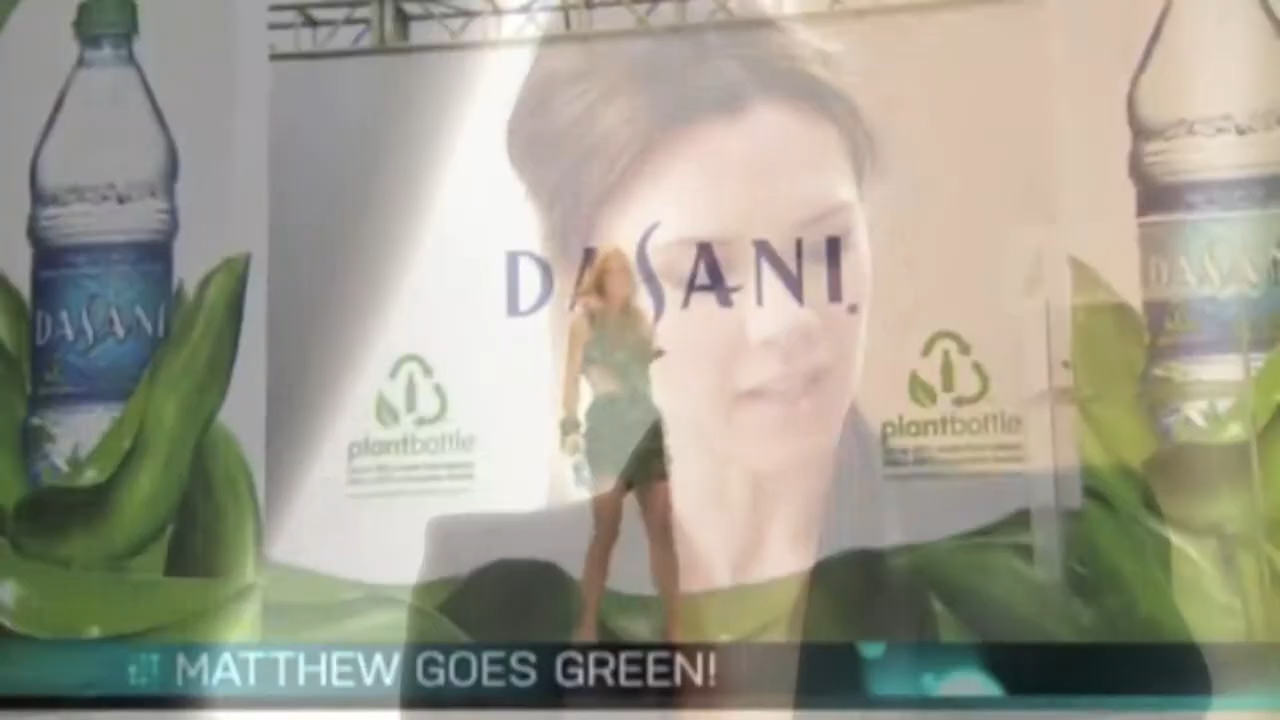 DASANI.
DASANI
DASANI
plantbottle
plantbottle
MATTHEW GOES GREEN!